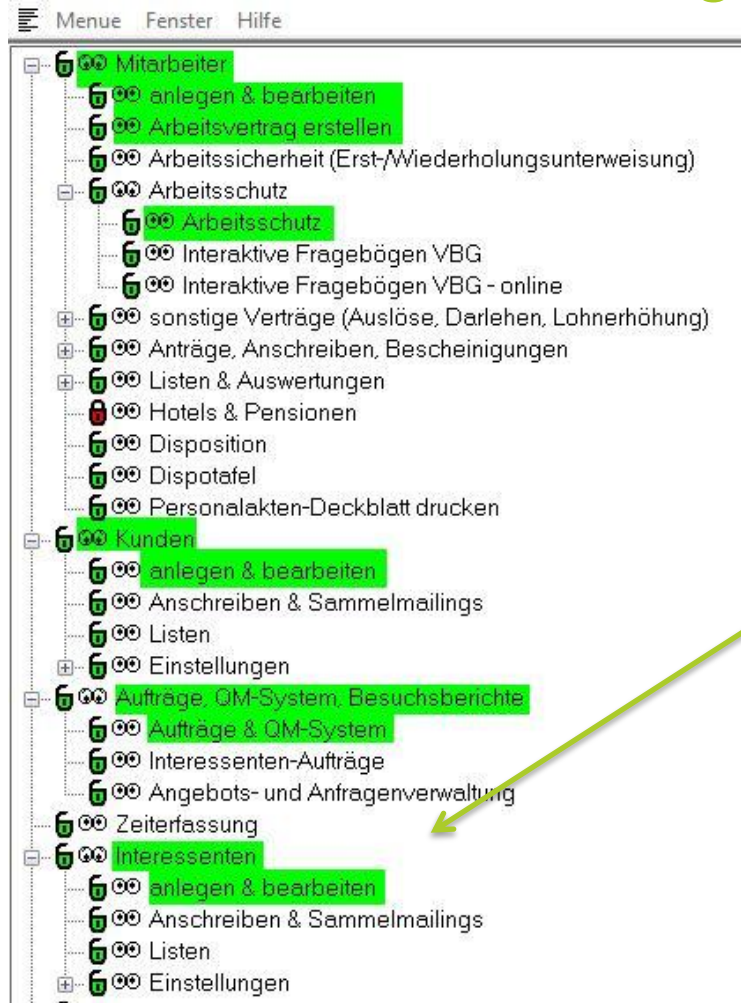 Menue Fenster Hilfe
Mitarbeiter
anlegen & bearbeiten
Arbeitsvertrag erstellen
Arbeitssicherheit (Erst-/Wiederholungsunterweisung)
Arbeitsschutz
Arbeitsschutz
Interaktive Fragebögen VBG
Interaktive Fragebögen VBG - online
sonstige Verträge (Auslöse, Darlehen, Lohnerhöhung)
Anträge, Anschreiben, Bescheinigungen
Listen & Auswertungen
Hotels & Pensionen
Disposition
Dispotafel
Personalakten-Deckblatt drucken
Kunden
anlegen & bearbeiten
Anschreiben & Sammelmailings
Listen
Einstellungen
Aufträge, QM-System, Besuchsberichte
Aufträge & QM-System
Interessenten-Aufträge
Angebots- und Anfragenverwaltung
Zeiterfassung
Interessenten
anlegen & bearbeiten
Anschreiben & Sammelmailings
Listen
Einstellungen